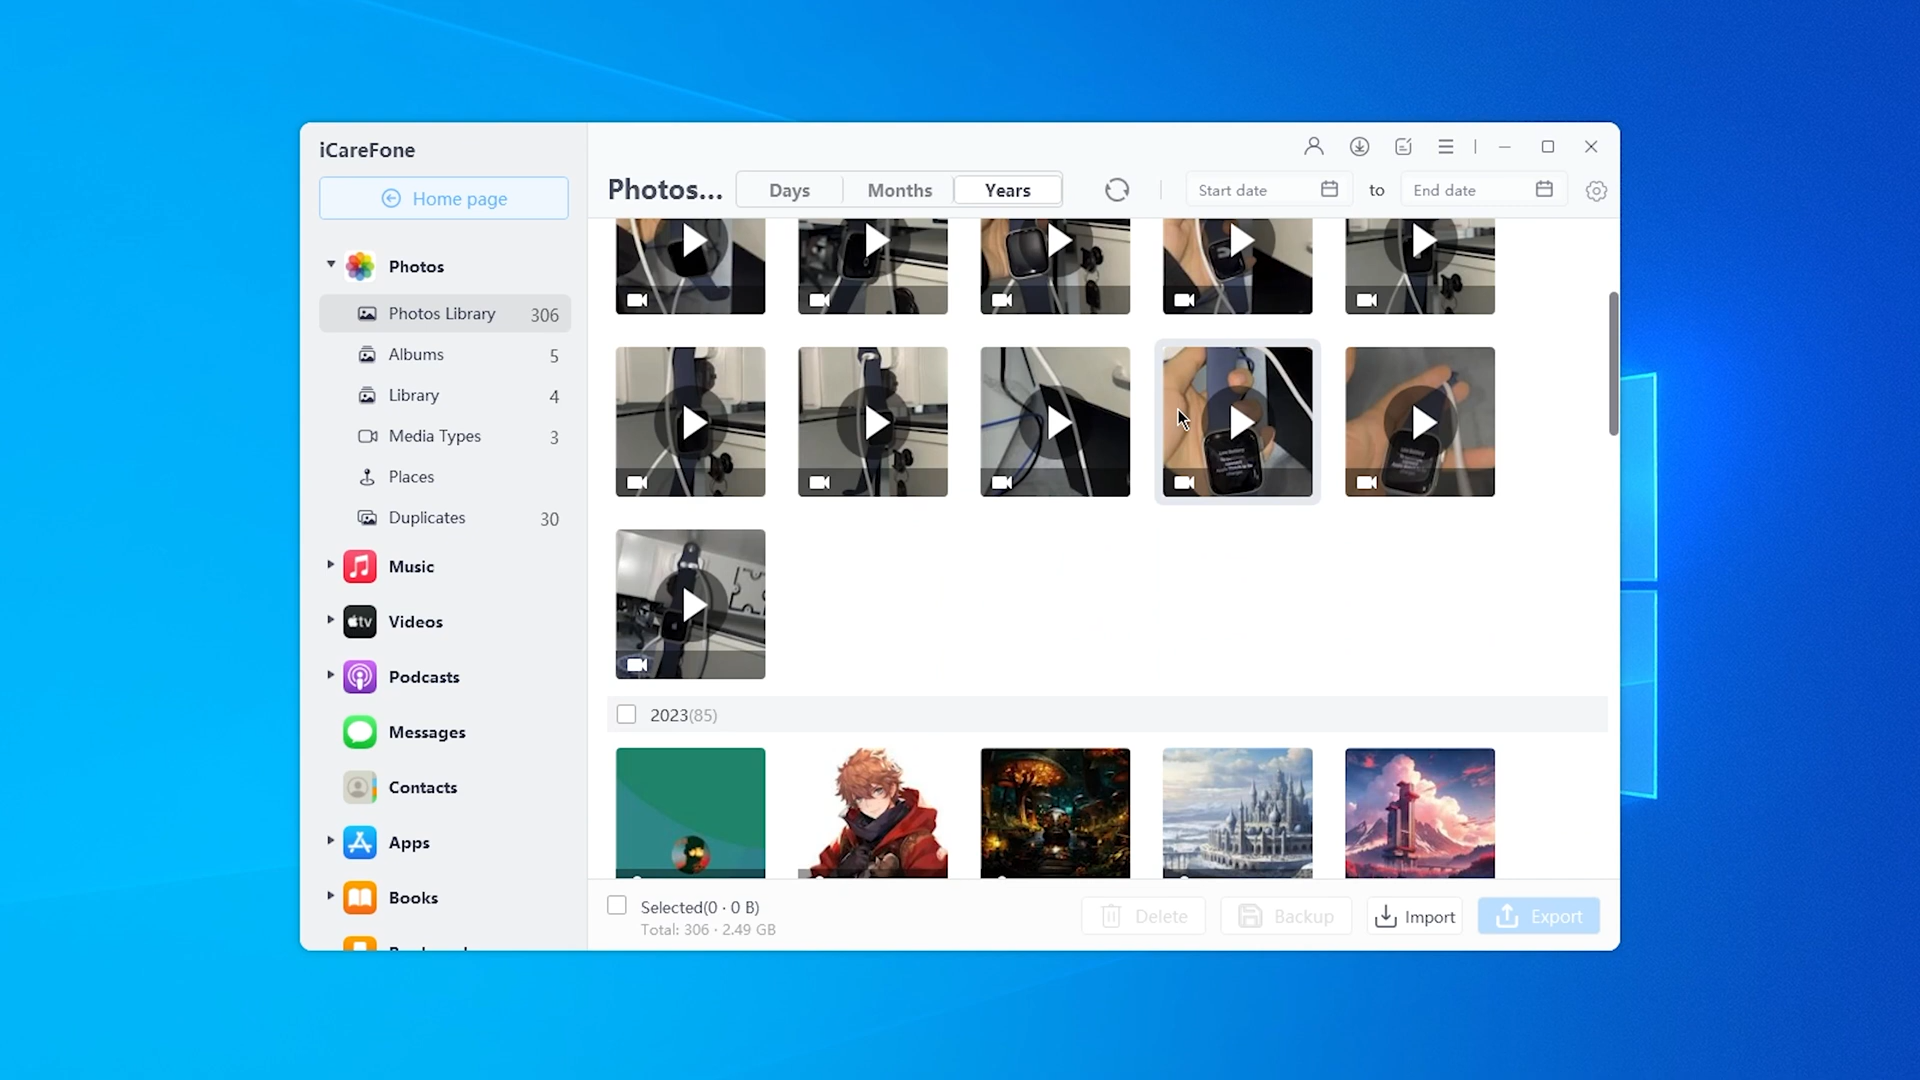 iCareFone
Home page
Photos
Photos Library 306
Albums 5
Library 4
Media Types 3
Places
Duplicates 30
Music
tv
Videos
Podcasts
Messages
Contacts
Apps
Books
Photos...
Days
Months
Years
Start date
to
End date
2023(85)
Selected(0 · 0 B)
Total: 306 · 2.49 GB
Delete
Backup
Import
Export